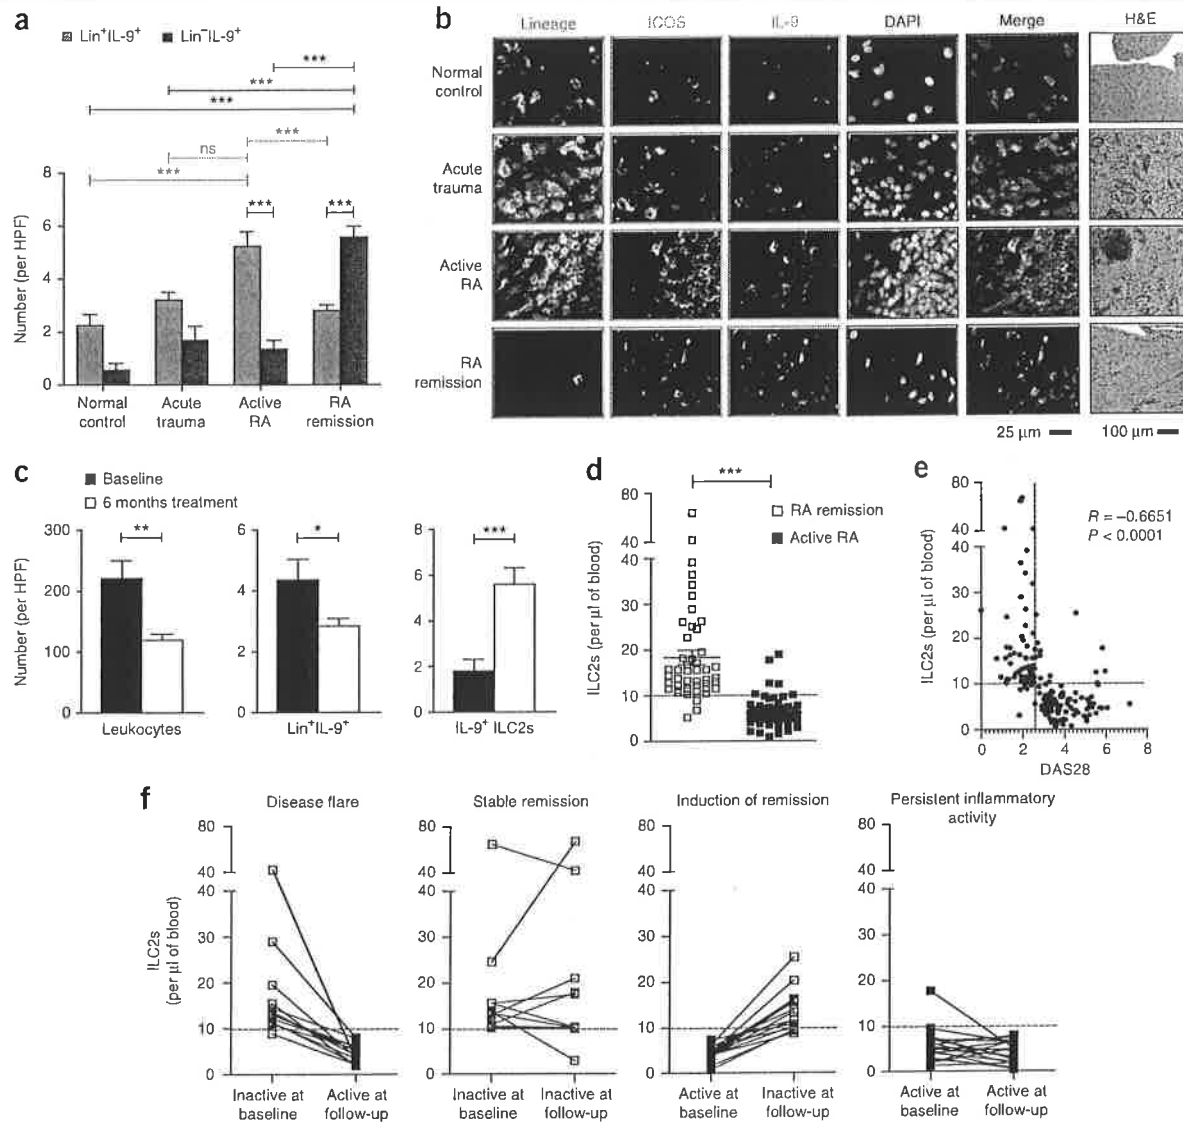 a
Lin+IL-9+ Lin−IL-9+
***
***
***
***
ns
***
*** ***
Number (per HPF)
8
6
4
2
0
Normal control
Acute trauma
Active RA
RA remission
b
Lineage ICOS IL-9 DAPI Merge H&E
Normal control
Acute trauma
Active RA
RA remission
25 µm 100 µm
c
Baseline
6 months treatment
Number (per HPF)
300
200
100
0
**
Leukocytes
6
4
2
0
*
Lin+IL-9+
8
6
4
2
0
***
IL-9+ ILC2s
d
***
RA remission
Active RA
ILC2s (per µl of blood)
80
40
40
30
20
10
0
e
R = −0.6651
P < 0.0001
ILC2s (per µl of blood)
80
40
40
30
20
10
0
0 2 4 6 8
DAS28
f
ILC2s
(per µl of blood)
Disease flare
80
40
40
30
20
10
0
Inactive at baseline
Active at follow-up
Stable remission
80
40
40
30
20
10
0
Inactive at baseline
Inactive at follow-up
Induction of remission
80
40
40
30
20
10
0
Active at baseline
Inactive at follow-up
Persistent inflammatory
activity
80
40
40
30
20
10
0
Active at baseline
Active at follow-up